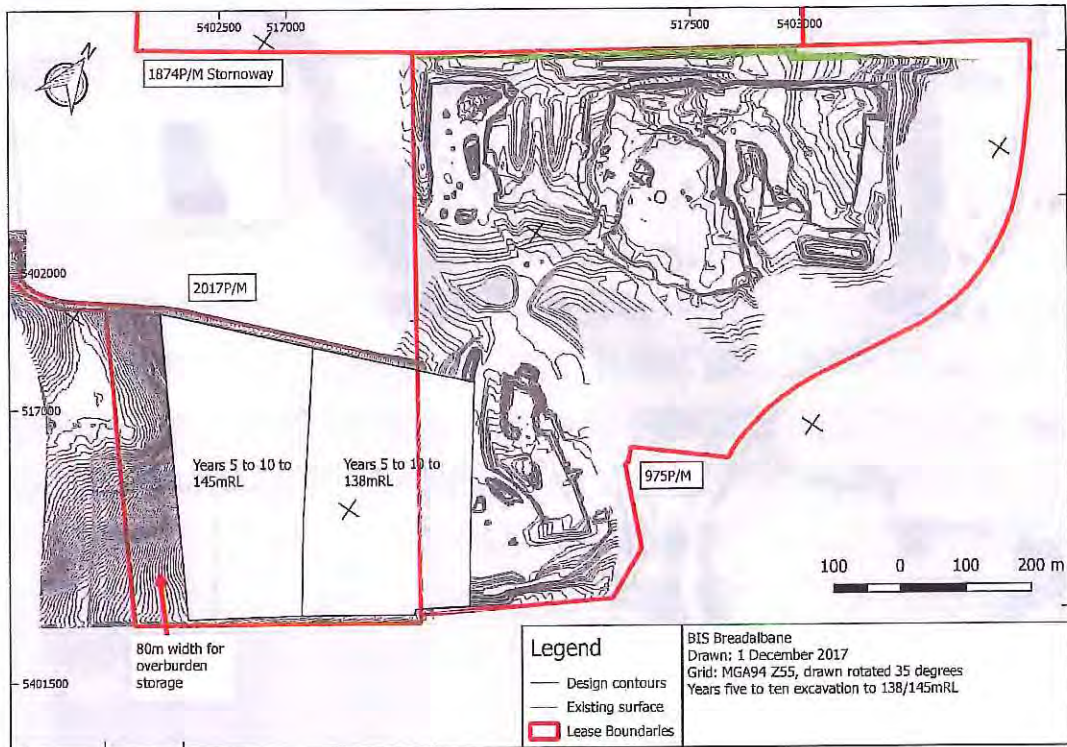 5402500
517000
517500
5403000
N
1874P/M Stornoway
5402000
2017P/M
517000
Years 5 to 10 to
145mRL
Years 5 to 10 to
138mRL
975P/M
100 0 100 200 m
80m width for
overburden
storage
5401500
Legend
Design contours
Existing surface
Lease Boundaries
BIS Breadalbane
Drawn: 1 December 2017
Grid: MGA94 Z55, drawn rotated 35 degrees
Years five to ten excavation to 138/145mRL